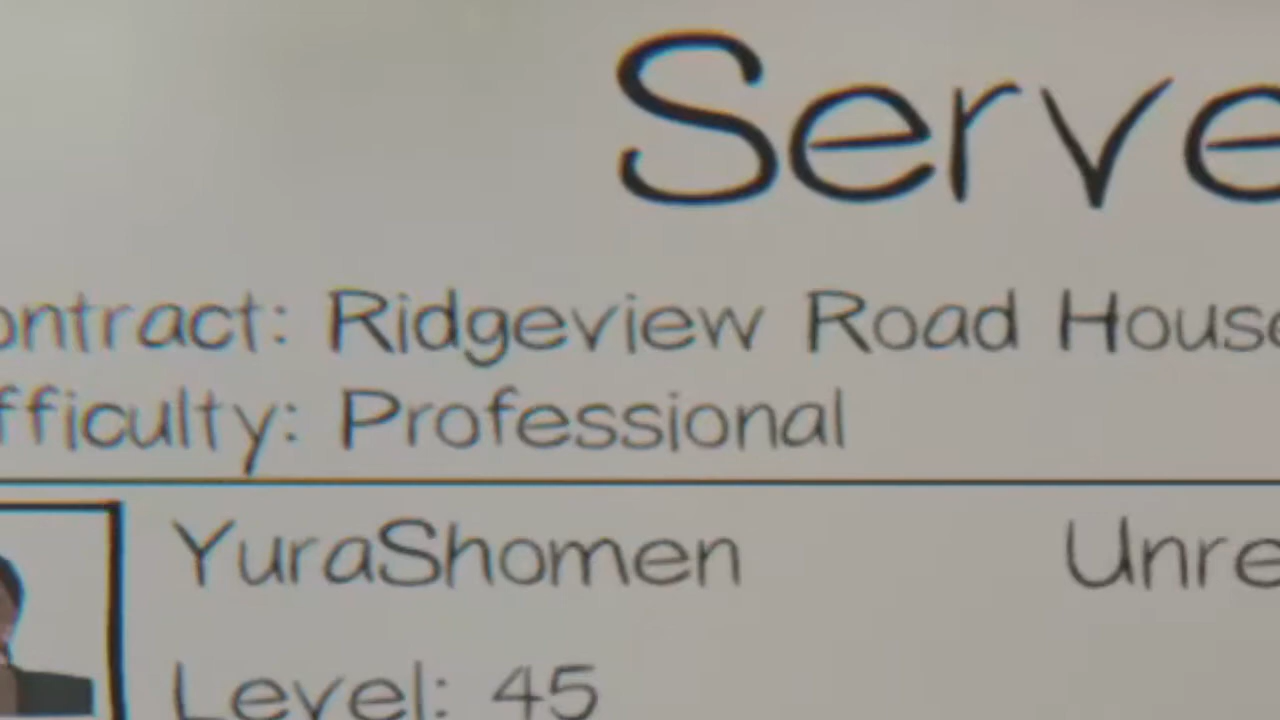 Serve
ontract: Ridgeview Road House
fficulty: Professional
YuraShomen Unre
Level: 45